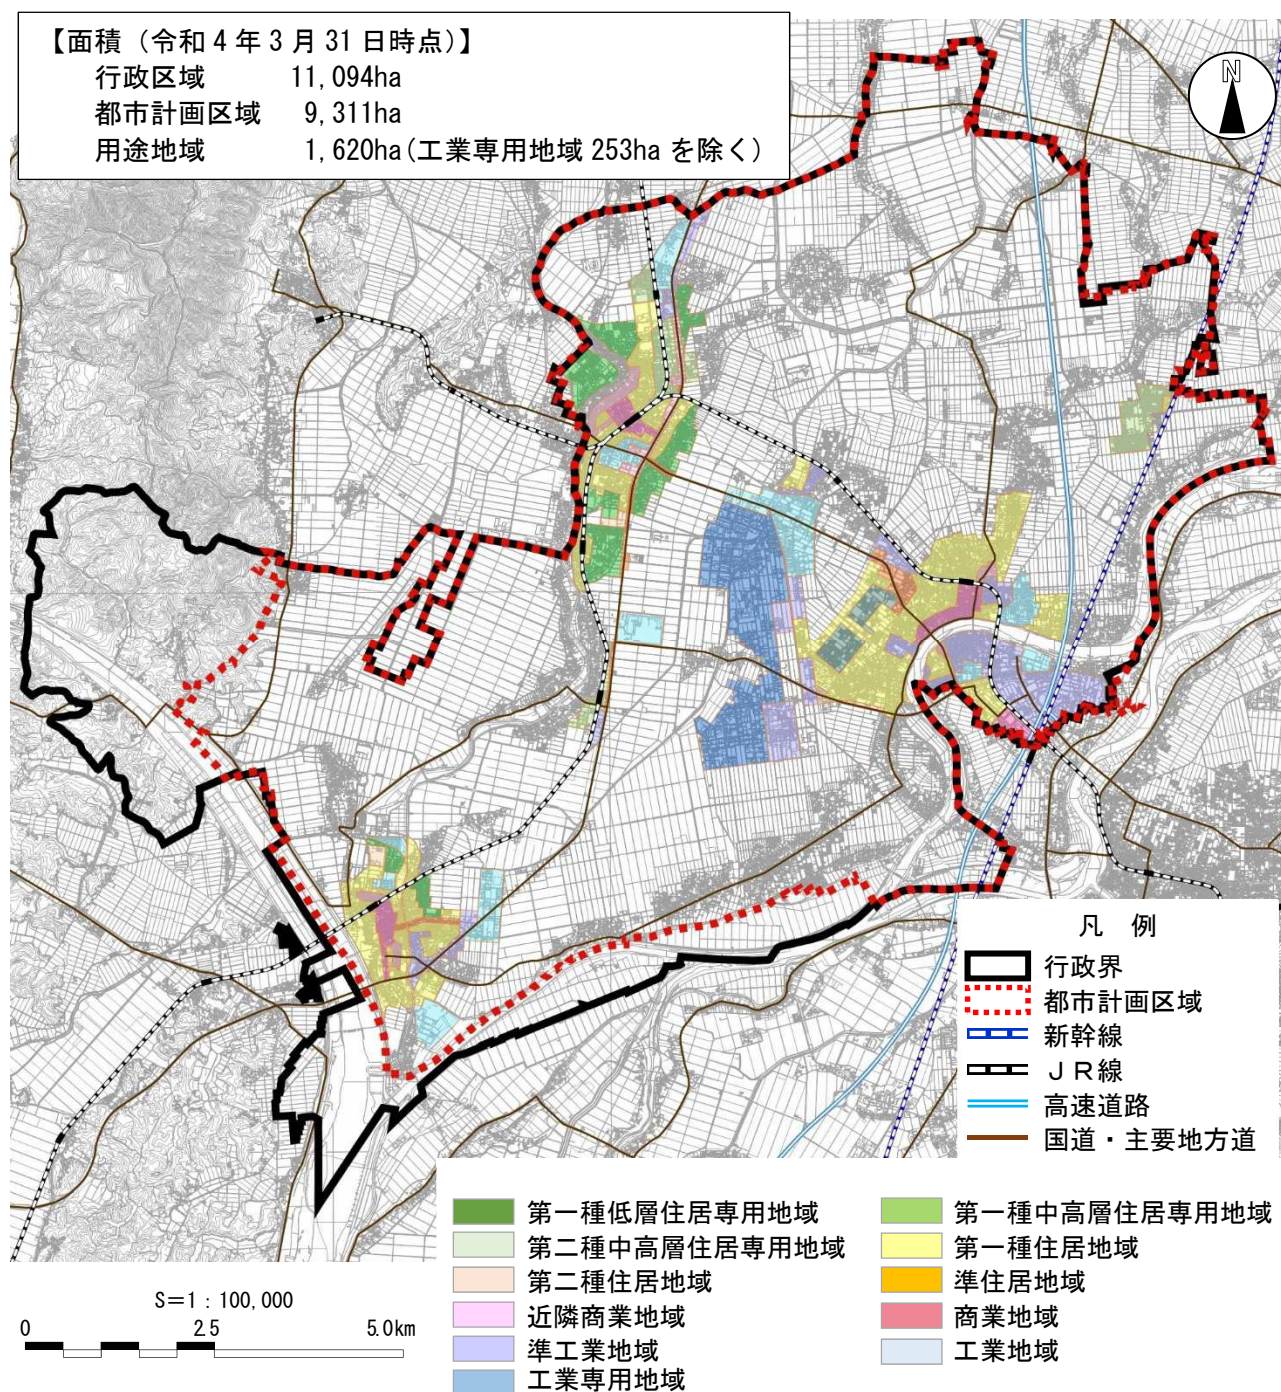 【面積（令和4年3月31日時点）】
行政区域 11,094ha
都市計画区域 9,311ha
用途地域 1,620ha(工業専用地域 253ha を除く)
N
凡 例
行政界
都市計画区域
新幹線
ＪＲ線
高速道路
国道・主要地方道
第一種低層住居専用地域
第一種中高層住居専用地域
第二種中高層住居専用地域
第一種住居地域
第二種住居地域
準住居地域
近隣商業地域
商業地域
準工業地域
工業地域
工業専用地域
S＝1：100,000
0 2.5 5.0km